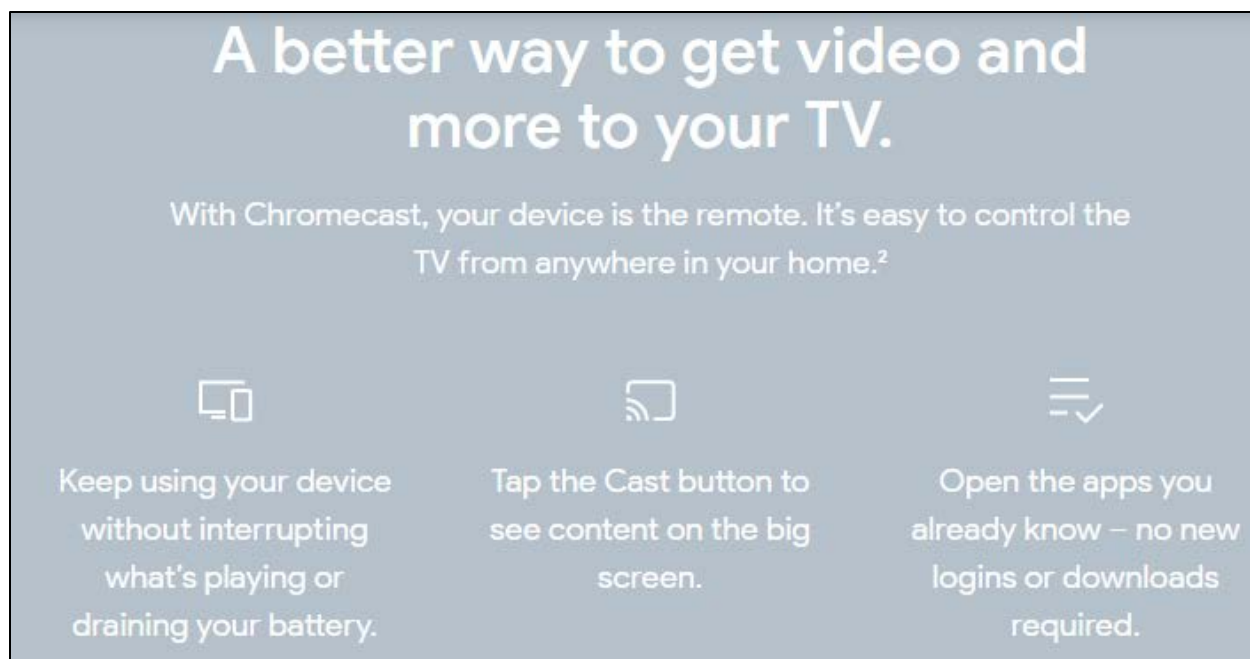 A better way to get video and
more to your TV.
With Chromecast, your device is the remote. It’s easy to control the
TV from anywhere in your home.²
Keep using your device
without interrupting
what’s playing or
draining your battery.
Tap the Cast button to
see content on the big
screen.
Open the apps you
already know – no new
logins or downloads
required.